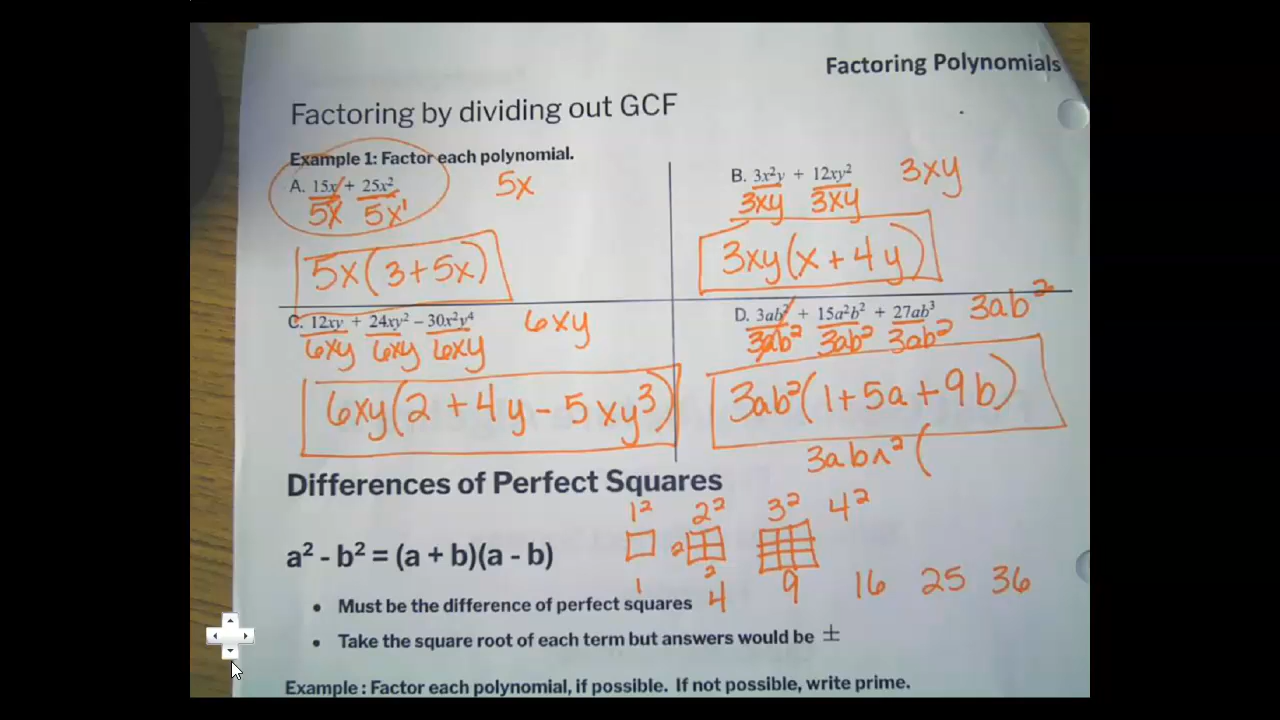 Factoring Polynomials
Factoring by dividing out GCF
Example 1: Factor each polynomial.
A. 15x + 25x² 5x
5x 5x¹
5x(3+5x)
B. 3x²y + 12xy² 3xy
3xy 3xy
3xy(x+4y)
C. 12xy + 24xy² − 30x²y⁴ 6xy
6xy 6xy 6xy
6xy(2+4y−5xy³)
D. 3ab² + 15a²b² + 27ab³ 3ab²
3ab² 3ab² 3ab²
3ab²(1+5a+9b)
3ab^2(
Differences of Perfect Squares
1² 2² 3² 4²
2
2
a² - b² = (a + b)(a - b)
1 4 9 16 25 36
• Must be the difference of perfect squares
• Take the square root of each term but answers would be ±
Example : Factor each polynomial, if possible. If not possible, write prime.